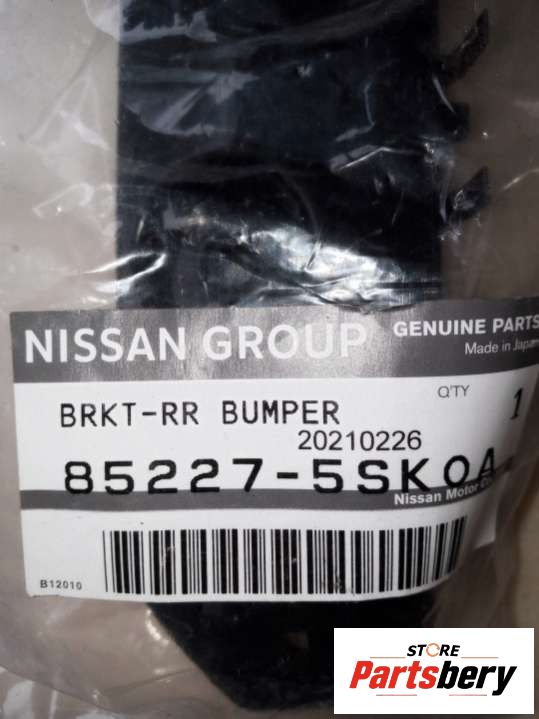 NISSAN GROUP
GENUINE PARTS
Made in Japan
BRKT-RR BUMPER
Q'TY 1
20210226
85227-5SK0A
Nissan Motor Co
B12010
STORE
Partsbery